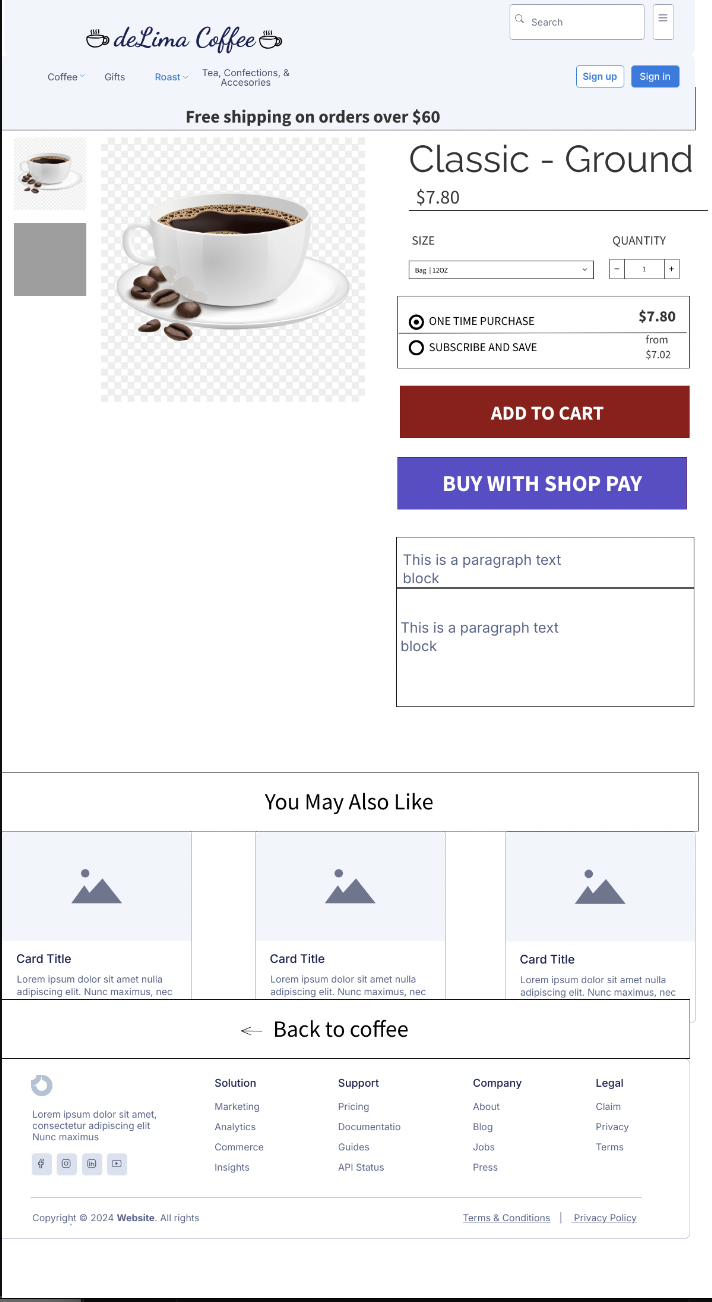 deLima Coffee
Search
Coffee
Gifts
Roast
Tea, Confections, &
Accesories
Sign up
Sign in
Free shipping on orders over $60
Classic - Ground
$7.80
SIZE
QUANTITY
Bag | 12OZ
− 1 +
ONE TIME PURCHASE
$7.80
SUBSCRIBE AND SAVE
from
$7.02
ADD TO CART
BUY WITH SHOP PAY
This is a paragraph text
block
This is a paragraph text
block
You May Also Like
Card Title
Lorem ipsum dolor sit amet nulla
adipiscing elit. Nunc maximus, nec
Card Title
Lorem ipsum dolor sit amet nulla
adipiscing elit. Nunc maximus, nec
Card Title
Lorem ipsum dolor sit amet nulla
adipiscing elit. Nunc maximus, nec
Back to coffee
Lorem ipsum dolor sit amet,
consectetur adipiscing elit
Nunc maximus
Solution
Marketing
Analytics
Commerce
Insights
Support
Pricing
Documentatio
Guides
API Status
Company
About
Blog
Jobs
Press
Legal
Claim
Privacy
Terms
Copyright © 2024 Website. All rights
Terms & Conditions | Privacy Policy